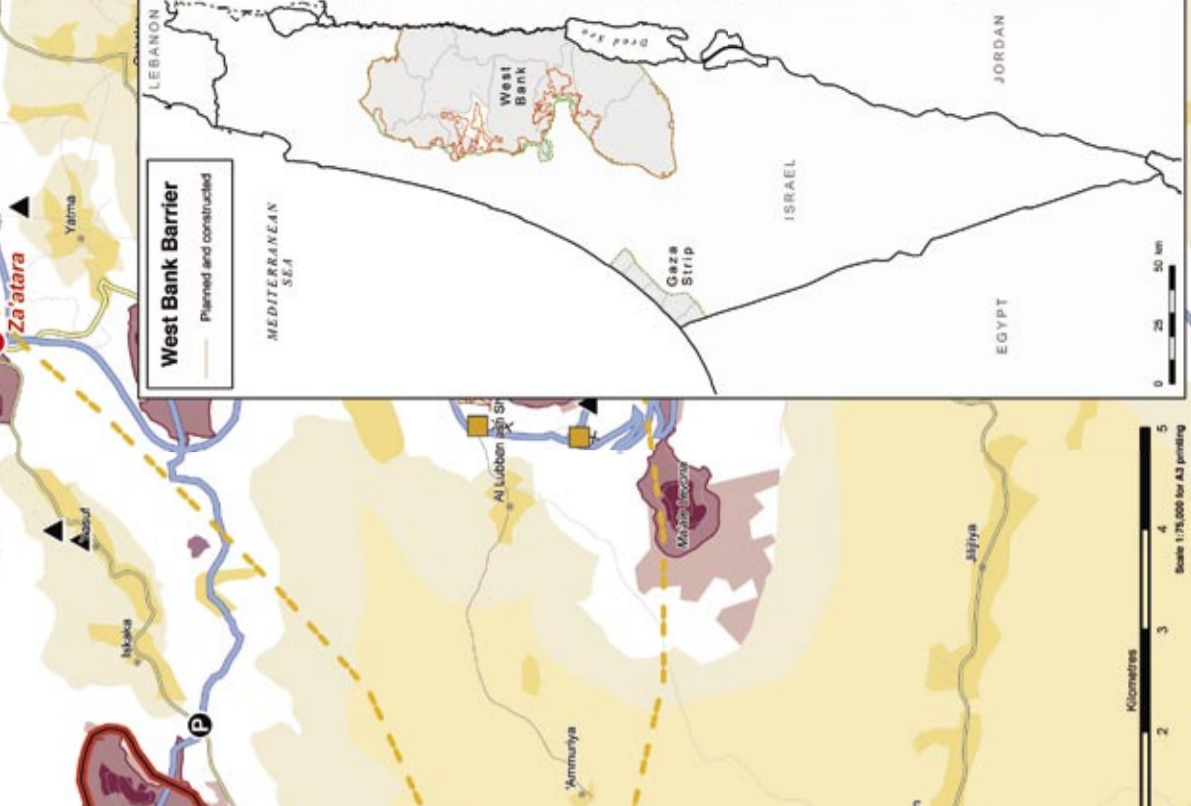 LEBANON
Dead Sea
JORDAN
West
Bank
West Bank Barrier
Planned and constructed
MEDITERRANEAN
SEA
ISRAEL
Gaza
Strip
EGYPT
0 25 50 km
Yatma
Za'atara
Iskaka
Al Lubban ash
Ma'ale Levona
'Ammuriya
Jiljiliya
P
Kilometres
2 3 4 5
Scale 1:75,000 for A3 printing